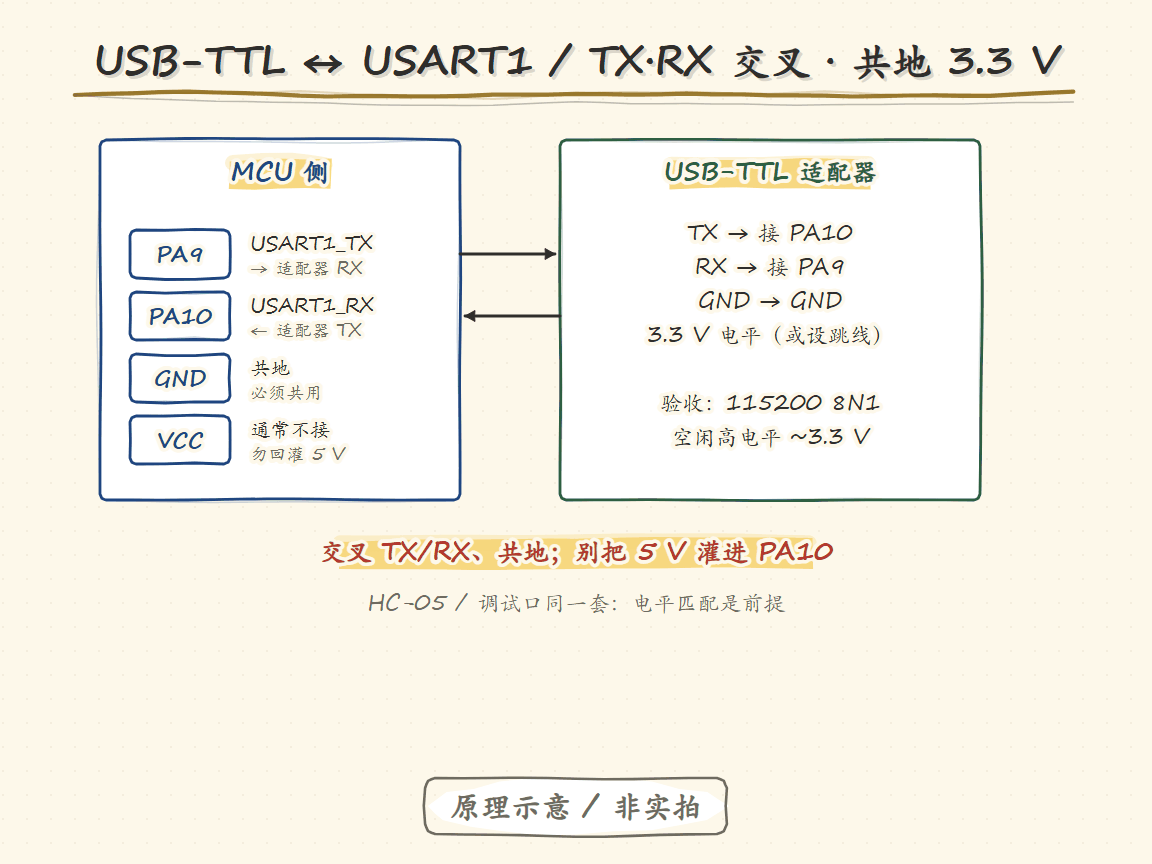 USB-TTL ↔ USART1 / TX·RX 交叉 · 共地 3.3 V
MCU 侧
PA9
USART1_TX
→ 适配器 RX
PA10
USART1_RX
← 适配器 TX
GND
共地
必须共用
VCC
通常不接
勿回灌 5 V
USB-TTL 适配器
TX → 接 PA10
RX → 接 PA9
GND → GND
3.3 V 电平（或设跳线）
验收：115200 8N1
空闲高电平 ~3.3 V
交叉 TX/RX、共地；别把 5 V 灌进 PA10
HC-05 / 调试口同一套：电平匹配是前提
原理示意 / 非实拍